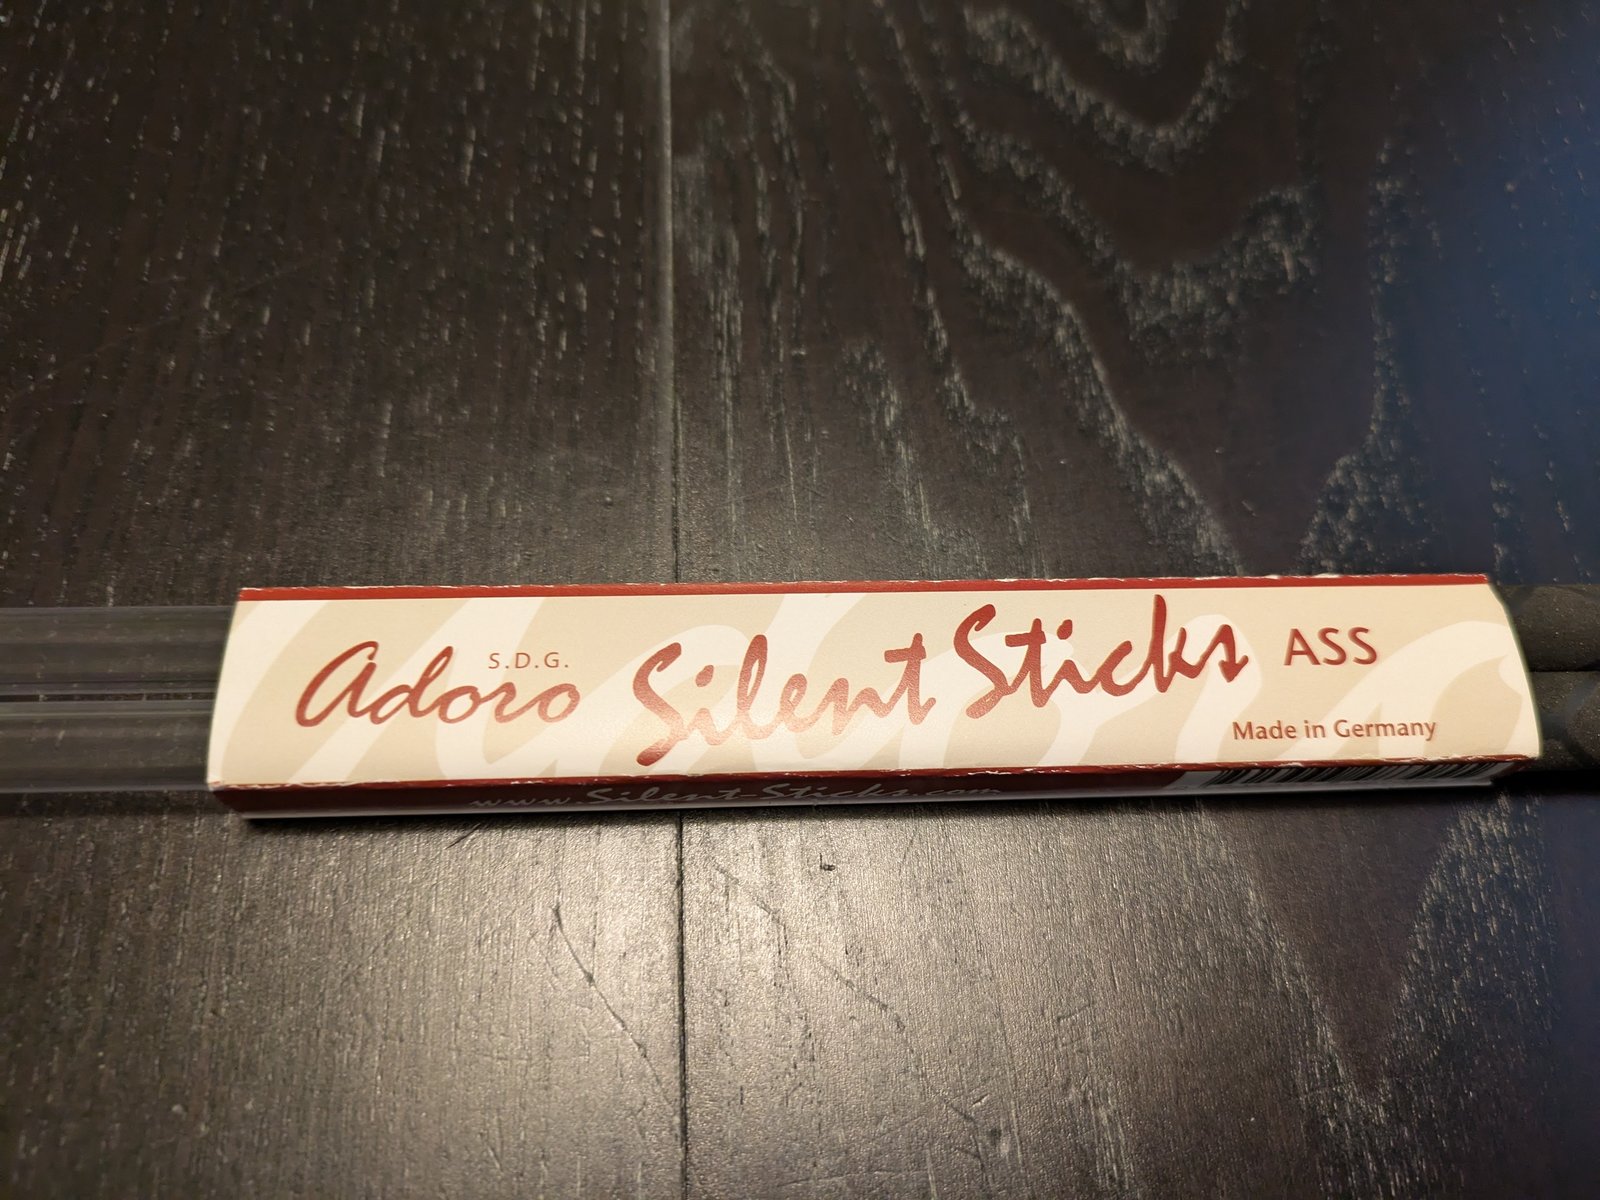 S.D.G.
Adoro Silent Sticks ASS
Made in Germany
www.Silent-Sticks.com